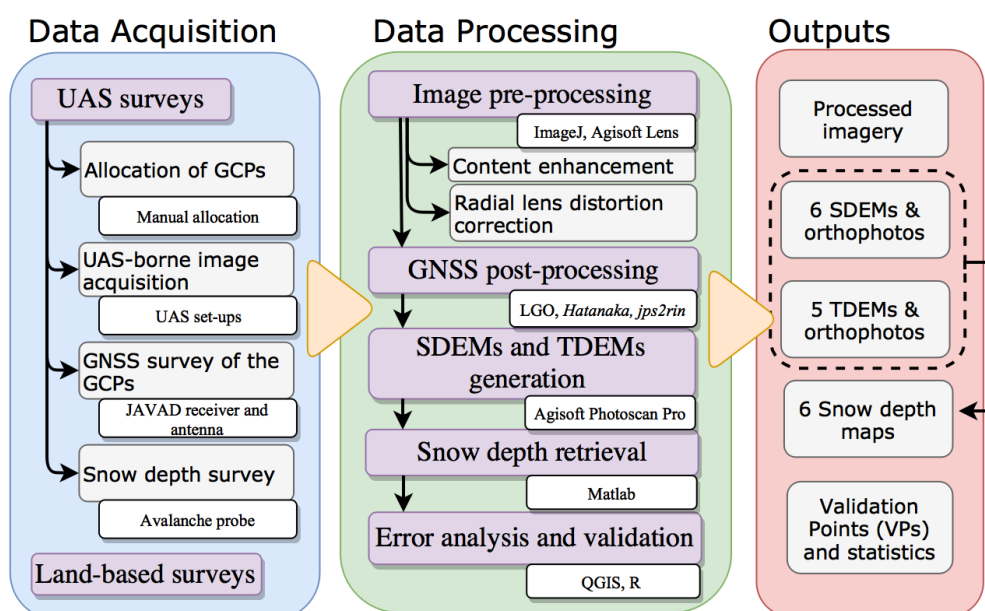 Data Acquisition
UAS surveys
Allocation of GCPs
Manual allocation
UAS-borne image
acquisition
UAS set-ups
GNSS survey of the
GCPs
JAVAD receiver and
antenna
Snow depth survey
Avalanche probe
Land-based surveys
Data Processing
Image pre-processing
ImageJ, Agisoft Lens
Content enhancement
Radial lens distortion
correction
GNSS post-processing
LGO, Hatanaka, jps2rin
SDEMs and TDEMs
generation
Agisoft Photoscan Pro
Snow depth retrieval
Matlab
Error analysis and validation
QGIS, R
Outputs
Processed
imagery
6 SDEMs &
orthophotos
5 TDEMs &
orthophotos
6 Snow depth
maps
Validation
Points (VPs)
and statistics